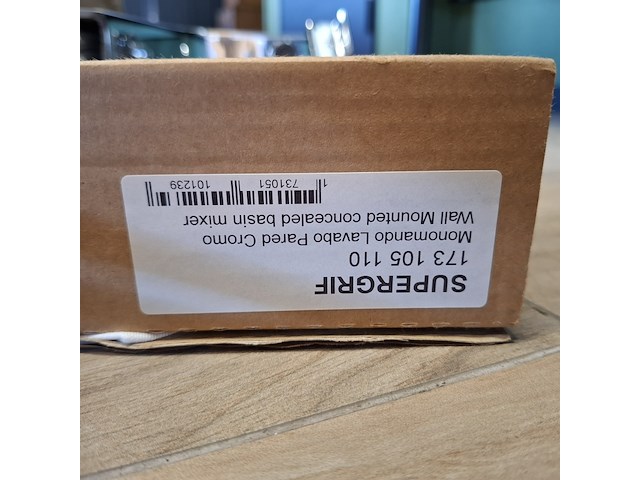 SUPERGRIF
173 105 110
Monomando Lavabo Pared Cromo
Wall Mounted concealed basin mixer
1 731051 101239